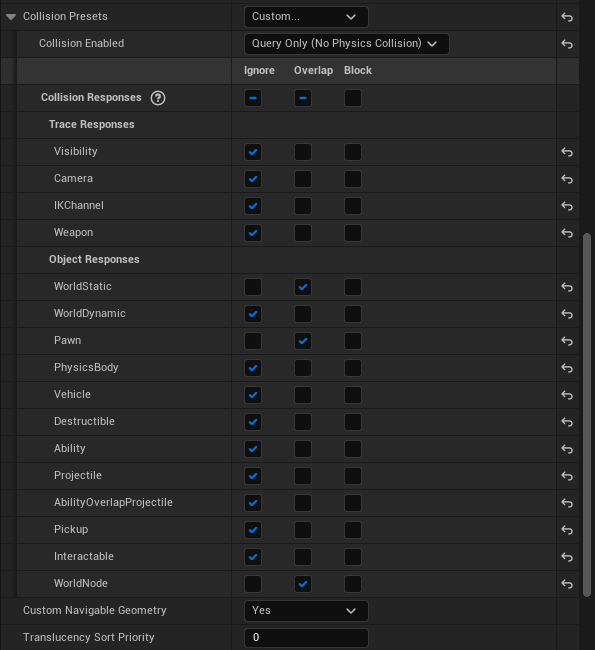 Collision Presets Custom...
Collision Enabled Query Only (No Physics Collision)
Ignore Overlap Block
Collision Responses ?
Trace Responses
Visibility
Camera
IKChannel
Weapon
Object Responses
WorldStatic
WorldDynamic
Pawn
PhysicsBody
Vehicle
Destructible
Ability
Projectile
AbilityOverlapProjectile
Pickup
Interactable
WorldNode
Custom Navigable Geometry Yes
Translucency Sort Priority 0